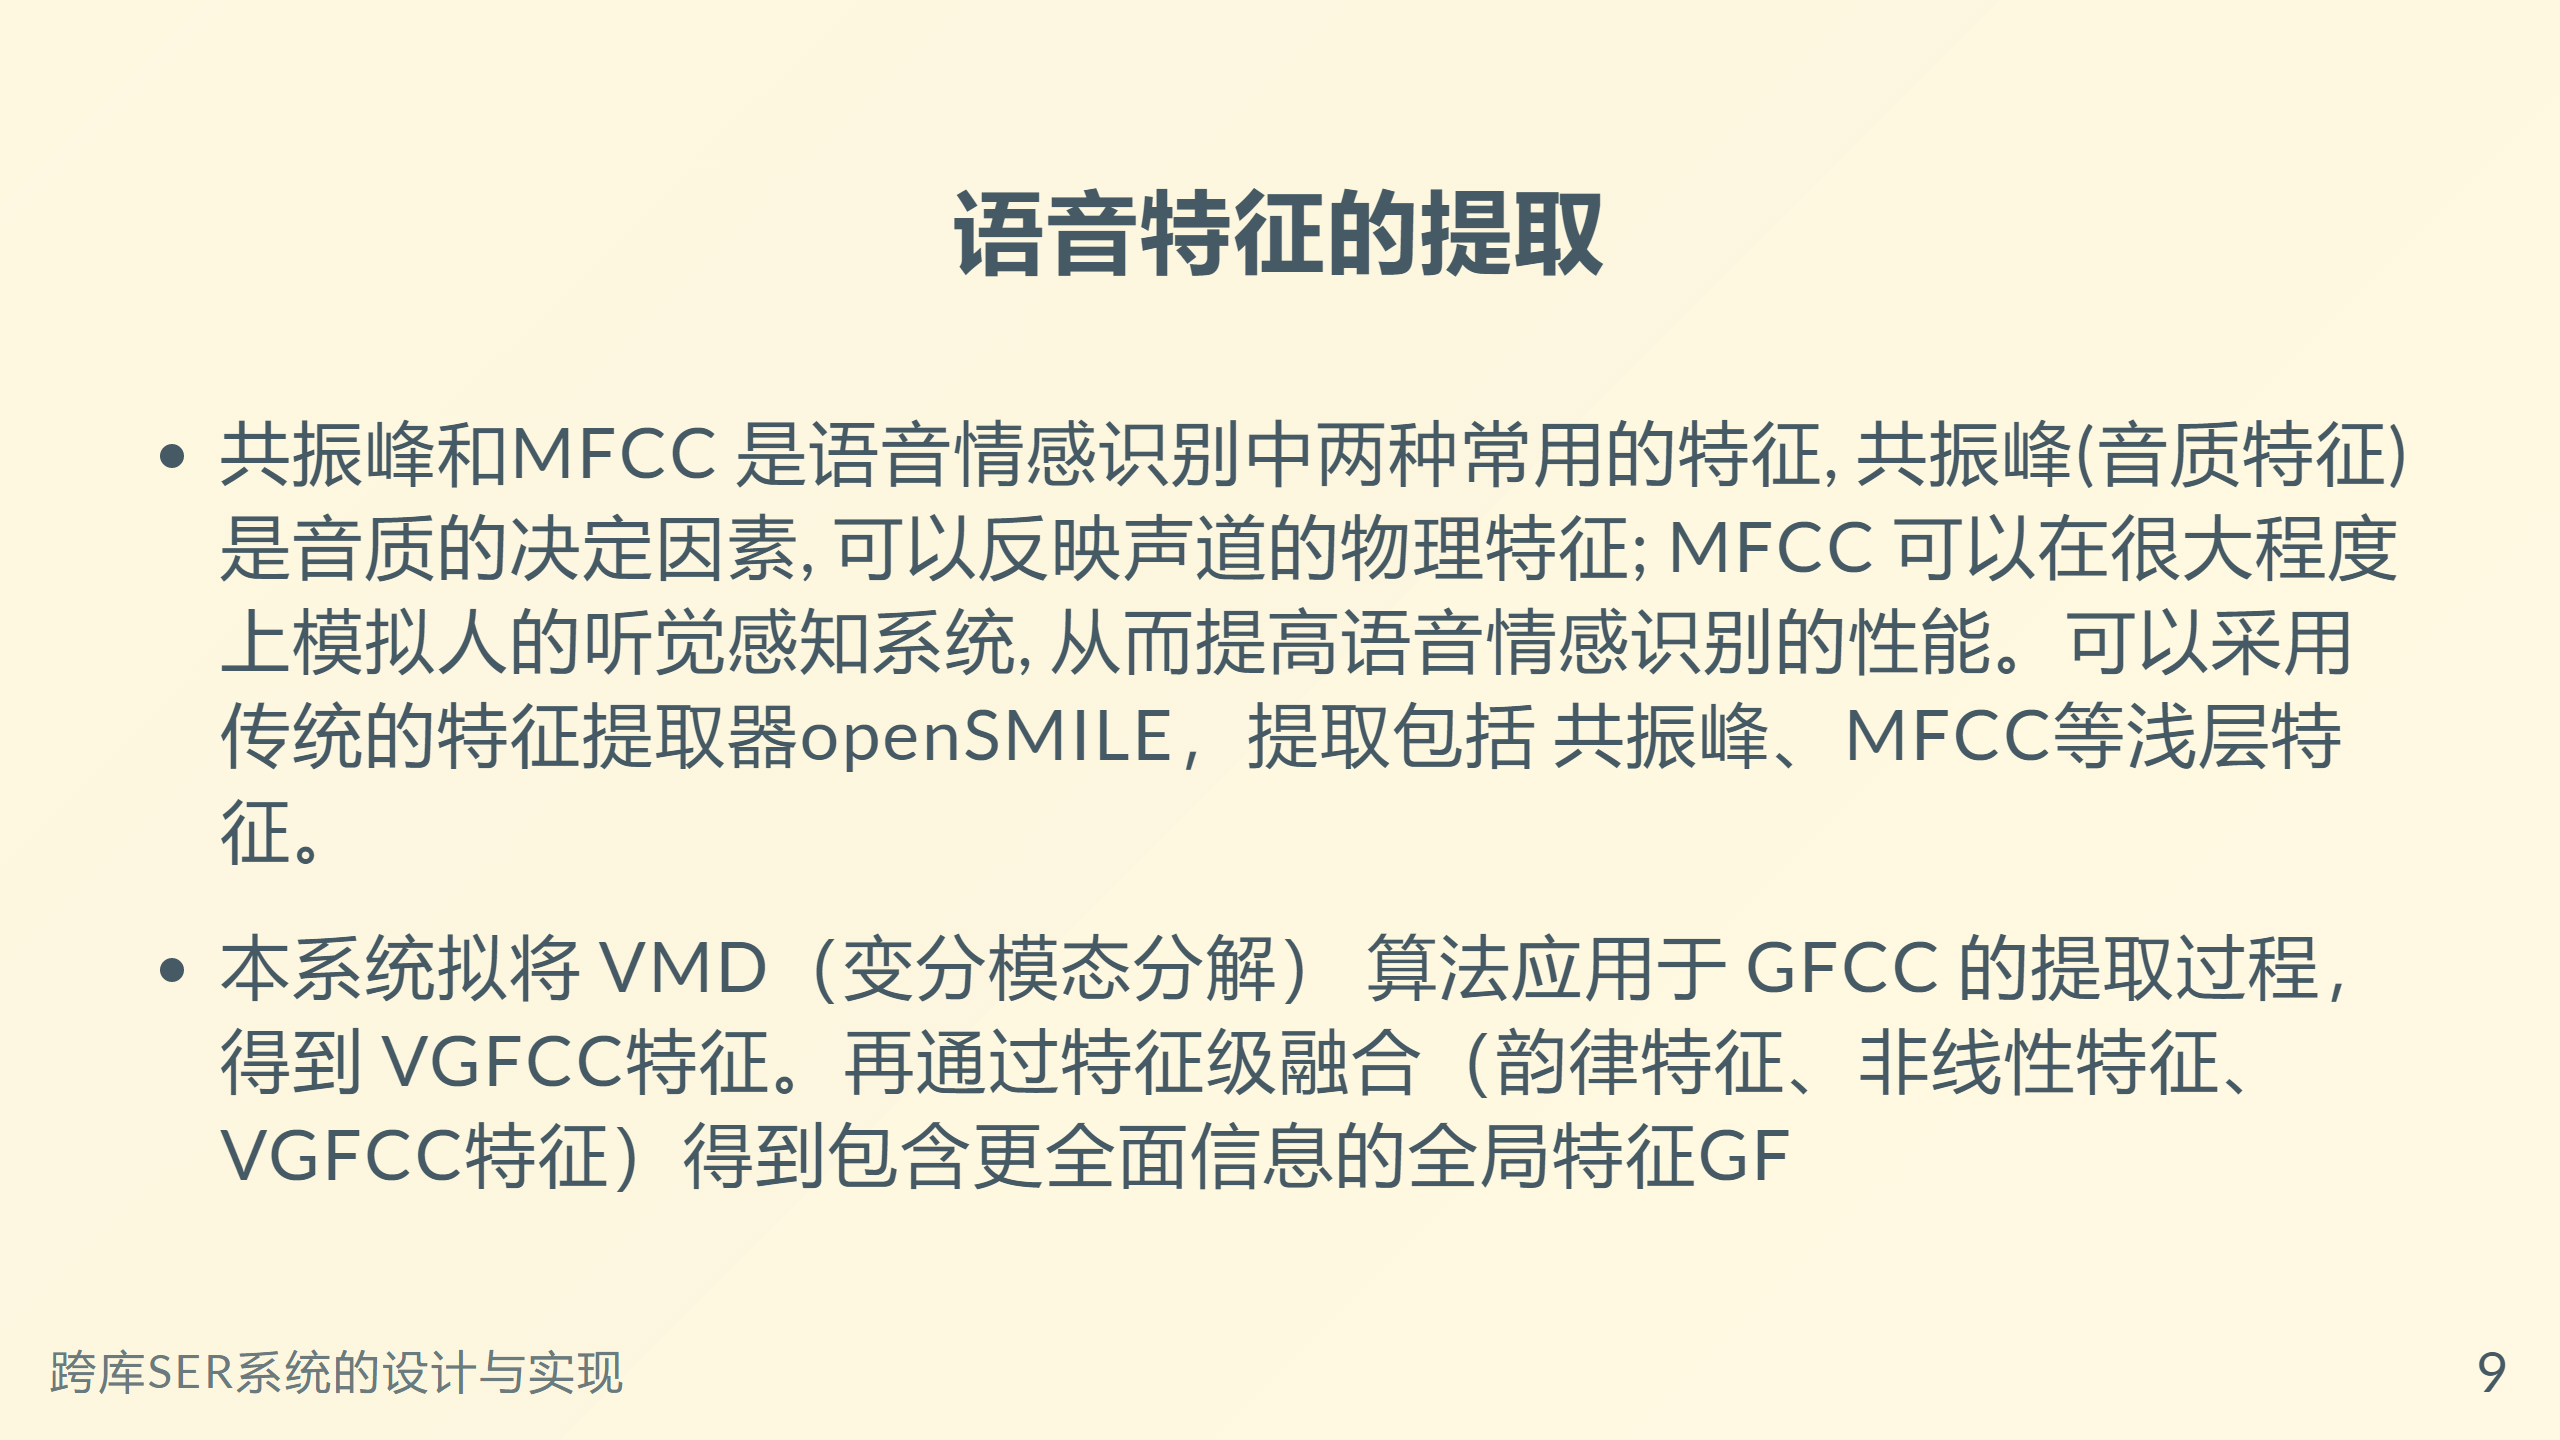 语音特征的提取
• 共振峰和MFCC 是语音情感识别中两种常用的特征, 共振峰(音质特征)
是音质的决定因素, 可以反映声道的物理特征; MFCC 可以在很大程度
上模拟人的听觉感知系统, 从而提高语音情感识别的性能。可以采用
传统的特征提取器openSMILE，提取包括 共振峰、MFCC等浅层特
征。
• 本系统拟将 VMD（变分模态分解） 算法应用于 GFCC 的提取过程，
得到 VGFCC特征。再通过特征级融合（韵律特征、非线性特征、
VGFCC特征）得到包含更全面信息的全局特征GF
跨库SER系统的设计与实现
9